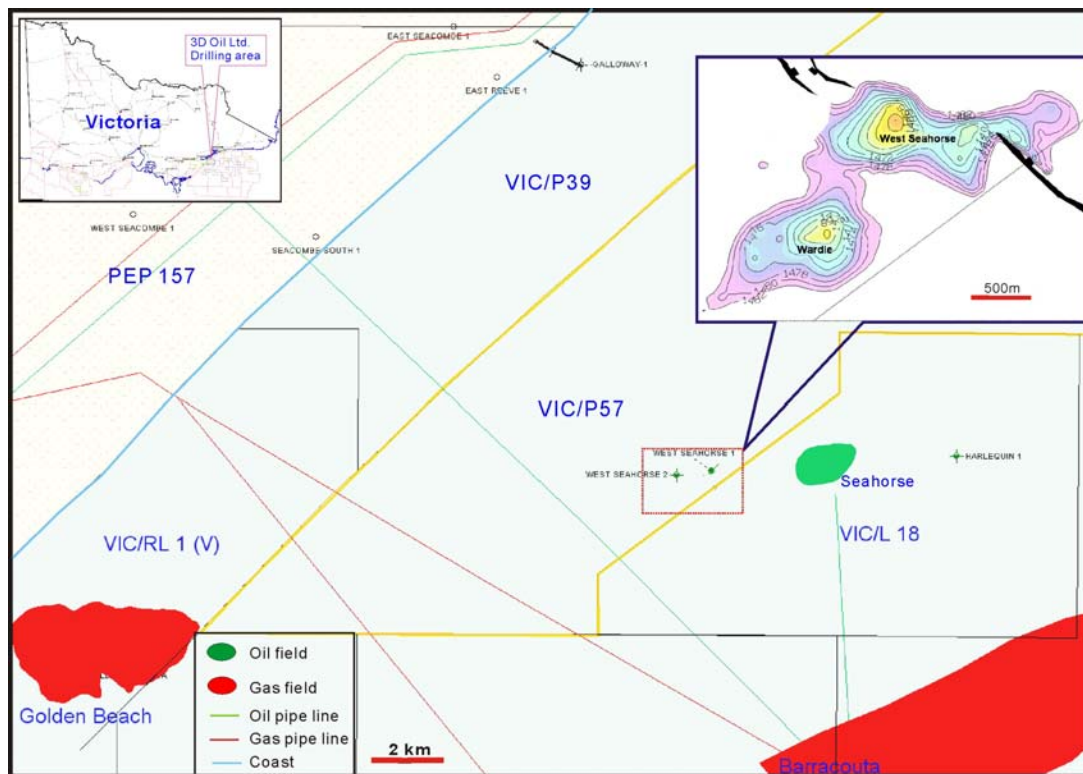 3D Oil Ltd.
Drilling area
Victoria
EAST SEACOMBE 1
GALLOWAY 1
EAST REEVE 1
VIC/P39
West Seahorse
Wardie
1478
500m
WEST SEACOMBE 1
SEACOMBE SOUTH 1
PEP 157
VIC/P57
WEST SEAHORSE 1
WEST SEAHORSE 2
HARLEQUIN 1
Seahorse
VIC/RL 1 (V)
VIC/L 18
Oil field
Gas field
Oil pipe line
Gas pipe line
Coast
Golden Beach
2 km
Barracouta